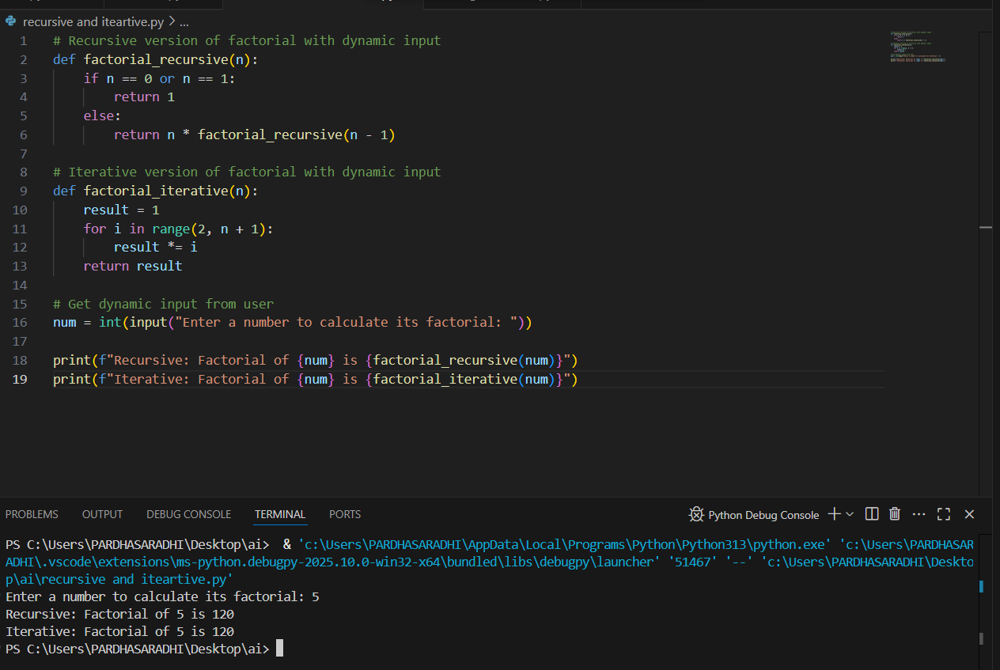 recursive and iteartive.py > ...
1 # Recursive version of factorial with dynamic input
2 def factorial_recursive(n):
3     if n == 0 or n == 1:
4         return 1
5     else:
6         return n * factorial_recursive(n - 1)
7
8 # Iterative version of factorial with dynamic input
9 def factorial_iterative(n):
10     result = 1
11     for i in range(2, n + 1):
12         result *= i
13     return result
14
15 # Get dynamic input from user
16 num = int(input("Enter a number to calculate its factorial: "))
17
18 print(f"Recursive: Factorial of {num} is {factorial_recursive(num)}")
19 print(f"Iterative: Factorial of {num} is {factorial_iterative(num)}")
PROBLEMS OUTPUT DEBUG CONSOLE TERMINAL PORTS Python Debug Console
PS C:\Users\PARDHASARADHI\Desktop\ai>  & 'c:\Users\PARDHASARADHI\AppData\Local\Programs\Python\Python313\python.exe' 'c:\Users\PARDHASAR
ADHI\.vscode\extensions\ms-python.debugpy-2025.10.0-win32-x64\bundled\libs\debugpy\launcher' '51467' '--' 'c:\Users\PARDHASARADHI\Deskto
p\ai\recursive and iteartive.py'
Enter a number to calculate its factorial: 5
Recursive: Factorial of 5 is 120
Iterative: Factorial of 5 is 120
PS C:\Users\PARDHASARADHI\Desktop\ai>